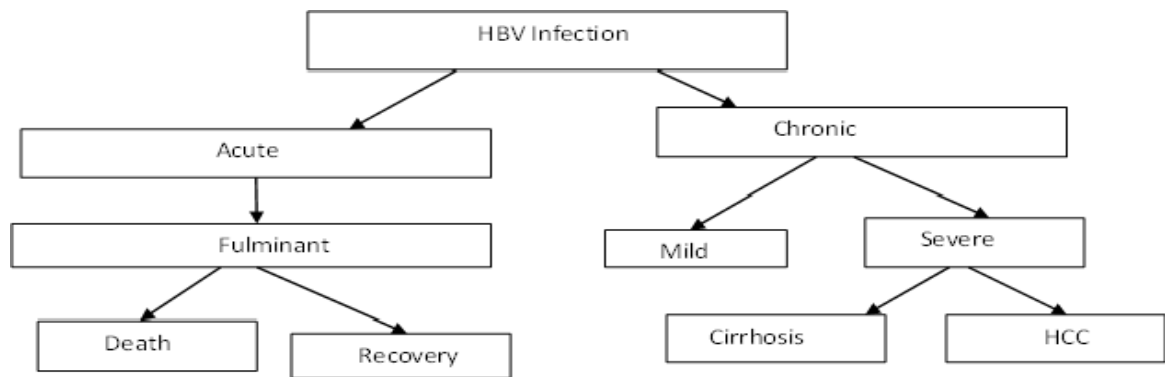 HBV Infection
Acute
Chronic
Fulminant
Mild
Severe
Death
Recovery
Cirrhosis
HCC